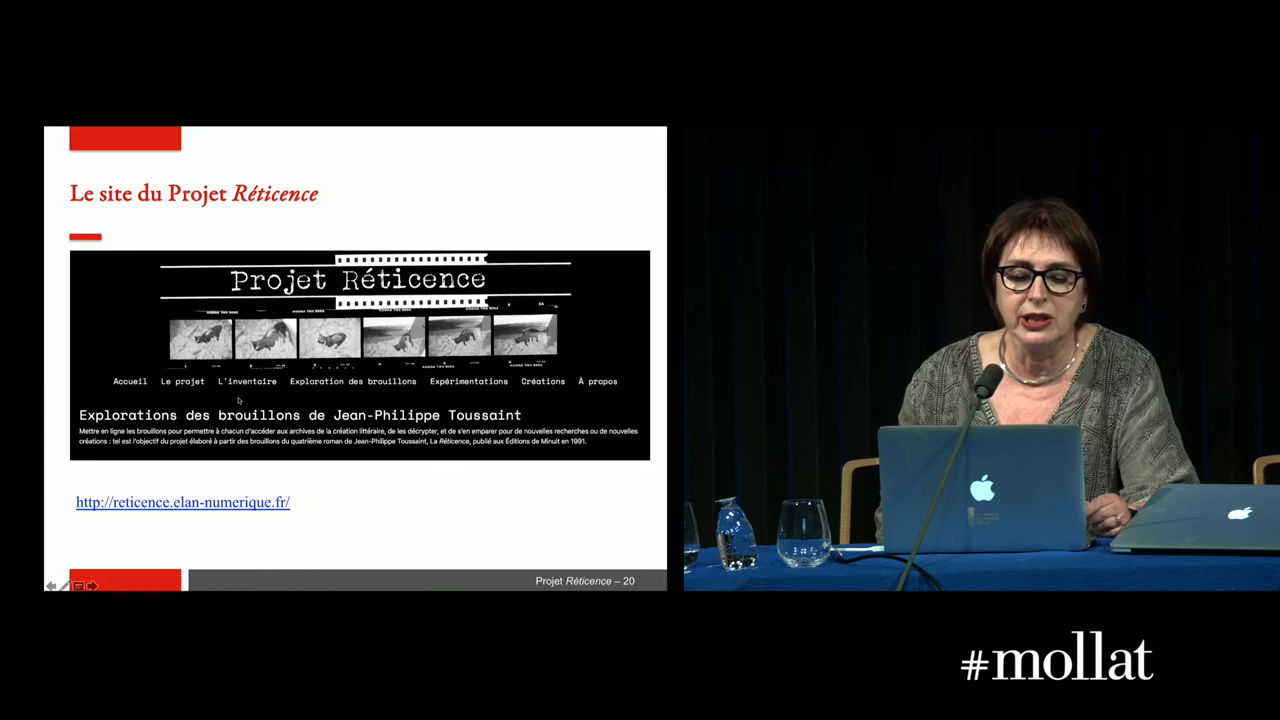 Le site du Projet Réticence
Projet Réticence
Accueil Le projet L'inventaire Exploration des brouillons Expérimentations Créations À propos
Explorations des brouillons de Jean-Philippe Toussaint
Mettre en ligne les brouillons pour permettre à chacun d'accéder aux archives de la création littéraire, de les décrypter, et de s'en emparer pour de nouvelles recherches ou de nouvelles
créations : tel est l'objectif du projet élaboré à partir des brouillons du quatrième roman de Jean-Philippe Toussaint, La Réticence, publié aux Éditions de Minuit en 1991.
http://reticence.elan-numerique.fr/
Projet Réticence – 20
#mollat